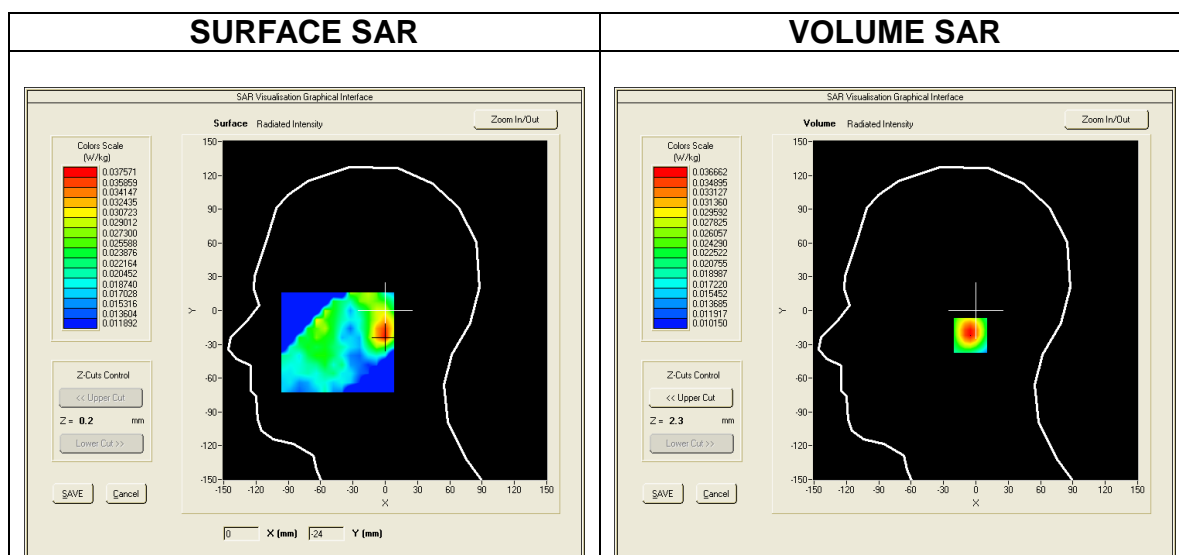 SURFACE SAR
VOLUME SAR
SAR Visualisation Graphical Interface
Surface Radiated Intensity
Zoom In/Out
Colors Scale
(W/kg)
0.037571
0.035859
0.034147
0.032435
0.030723
0.029012
0.027300
0.025588
0.023876
0.022164
0.020452
0.018740
0.017028
0.015316
0.013604
0.011892
Z-Cuts Control
<< Upper Cut
Z = 0.2 mm
Lower Cut >>
SAVE Cancel
150
120
90
60
30
0
-30
-60
-90
-120
-150
Y
-150 -120 -90 -60 -30 0 30 60 90 120 150
X
0 X (mm) -24 Y (mm)
SAR Visualisation Graphical Interface
Volume Radiated Intensity
Zoom In/Out
Colors Scale
(W/kg)
0.036662
0.034895
0.033127
0.031360
0.029592
0.027825
0.026057
0.024290
0.022522
0.020755
0.018987
0.017220
0.015452
0.013685
0.011917
0.010150
Z-Cuts Control
<< Upper Cut
Z = 2.3 mm
Lower Cut >>
SAVE Cancel
150
120
90
60
30
0
-30
-60
-90
-120
-150
Y
-150 -120 -90 -60 -30 0 30 60 90 120 150
X